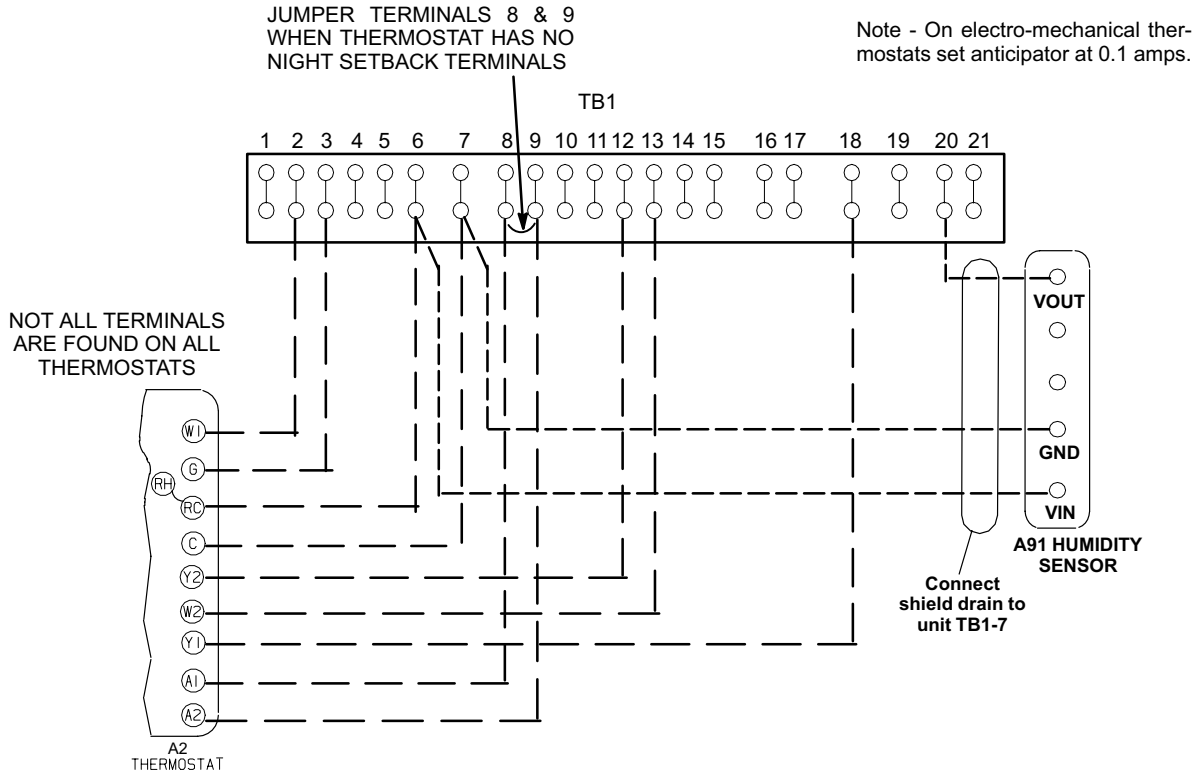 JUMPER TERMINALS 8 & 9
WHEN THERMOSTAT HAS NO
NIGHT SETBACK TERMINALS
Note - On electro-mechanical ther-
mostats set anticipator at 0.1 amps.
TB1
1 2 3 4 5 6 7 8 9 10 11 12 13 14 15 16 17 18 19 20 21
NOT ALL TERMINALS
ARE FOUND ON ALL
THERMOSTATS
W1
G
RH
RC
C
Y2
W2
Y1
A1
A2
A2
THERMOSTAT
VOUT
GND
VIN
A91 HUMIDITY
SENSOR
Connect
shield drain to
unit TB1-7